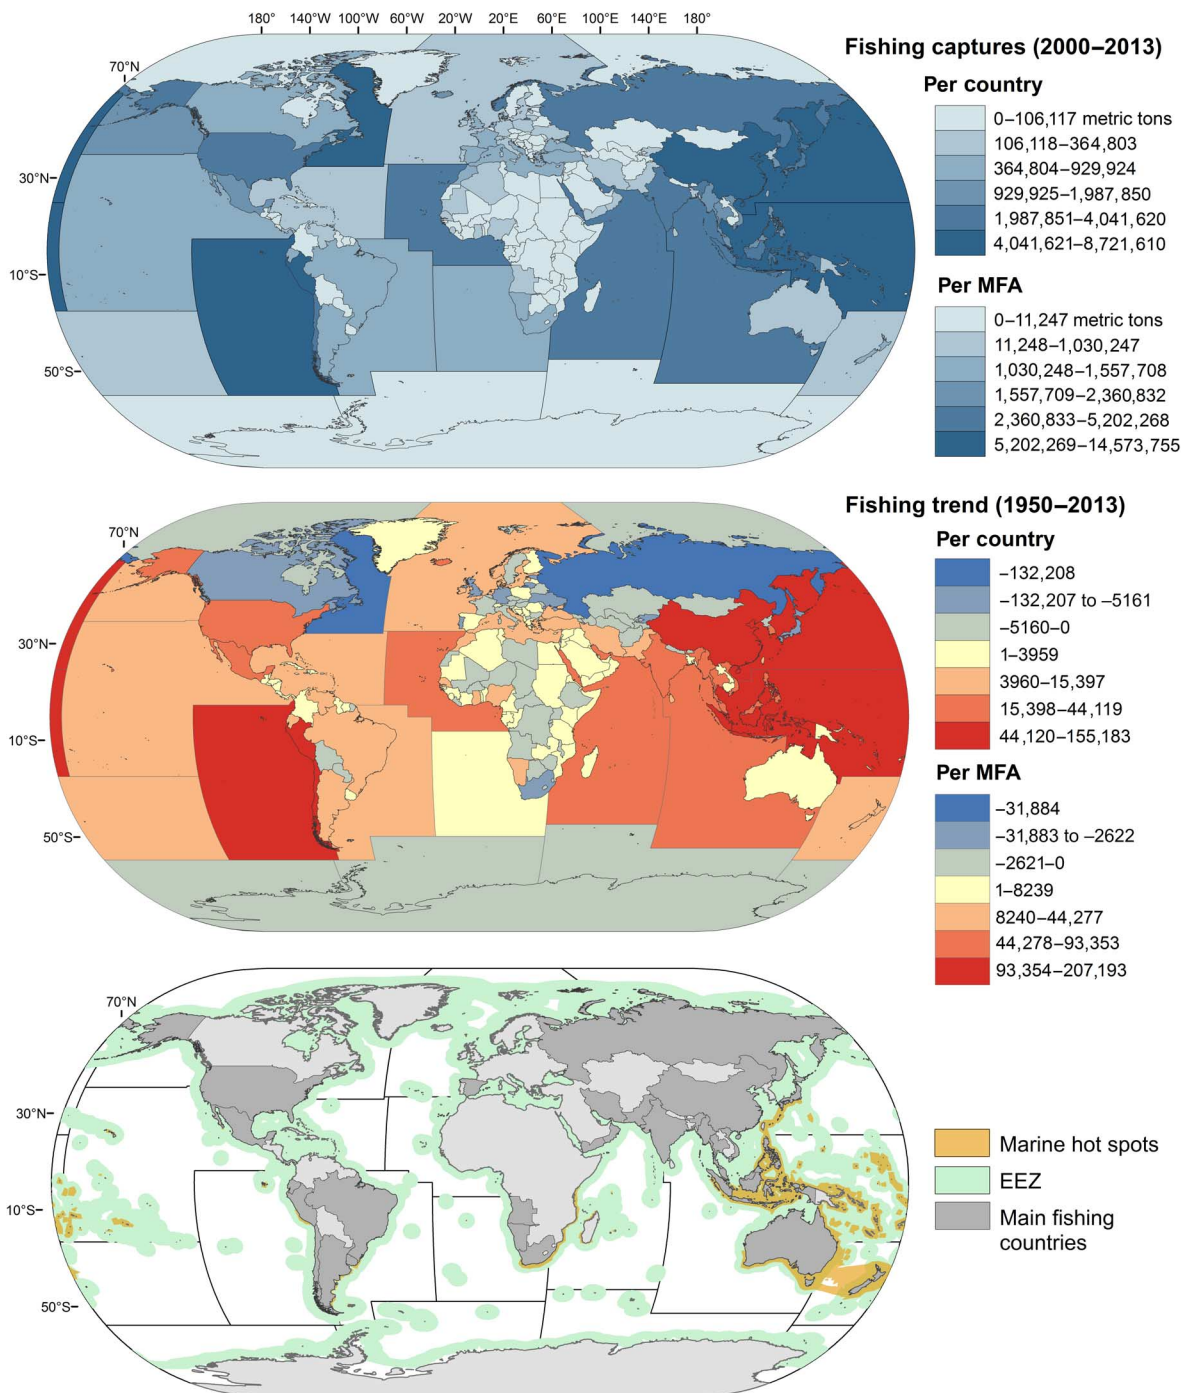 180° 140°W 100°W 60°W 20°W 20°E 60°E 100°E 140°E 180°
70°N
30°N
10°S
50°S
Fishing captures (2000–2013)
Per country
0–106,117 metric tons
106,118–364,803
364,804–929,924
929,925–1,987,850
1,987,851–4,041,620
4,041,621–8,721,610
Per MFA
0–11,247 metric tons
11,248–1,030,247
1,030,248–1,557,708
1,557,709–2,360,832
2,360,833–5,202,268
5,202,269–14,573,755
70°N
30°N
10°S
50°S
Fishing trend (1950–2013)
Per country
–132,208
–132,207 to –5161
–5160–0
1–3959
3960–15,397
15,398–44,119
44,120–155,183
Per MFA
–31,884
–31,883 to –2622
–2621–0
1–8239
8240–44,277
44,278–93,353
93,354–207,193
70°N
30°N
10°S
50°S
Marine hot spots
EEZ
Main fishing
countries